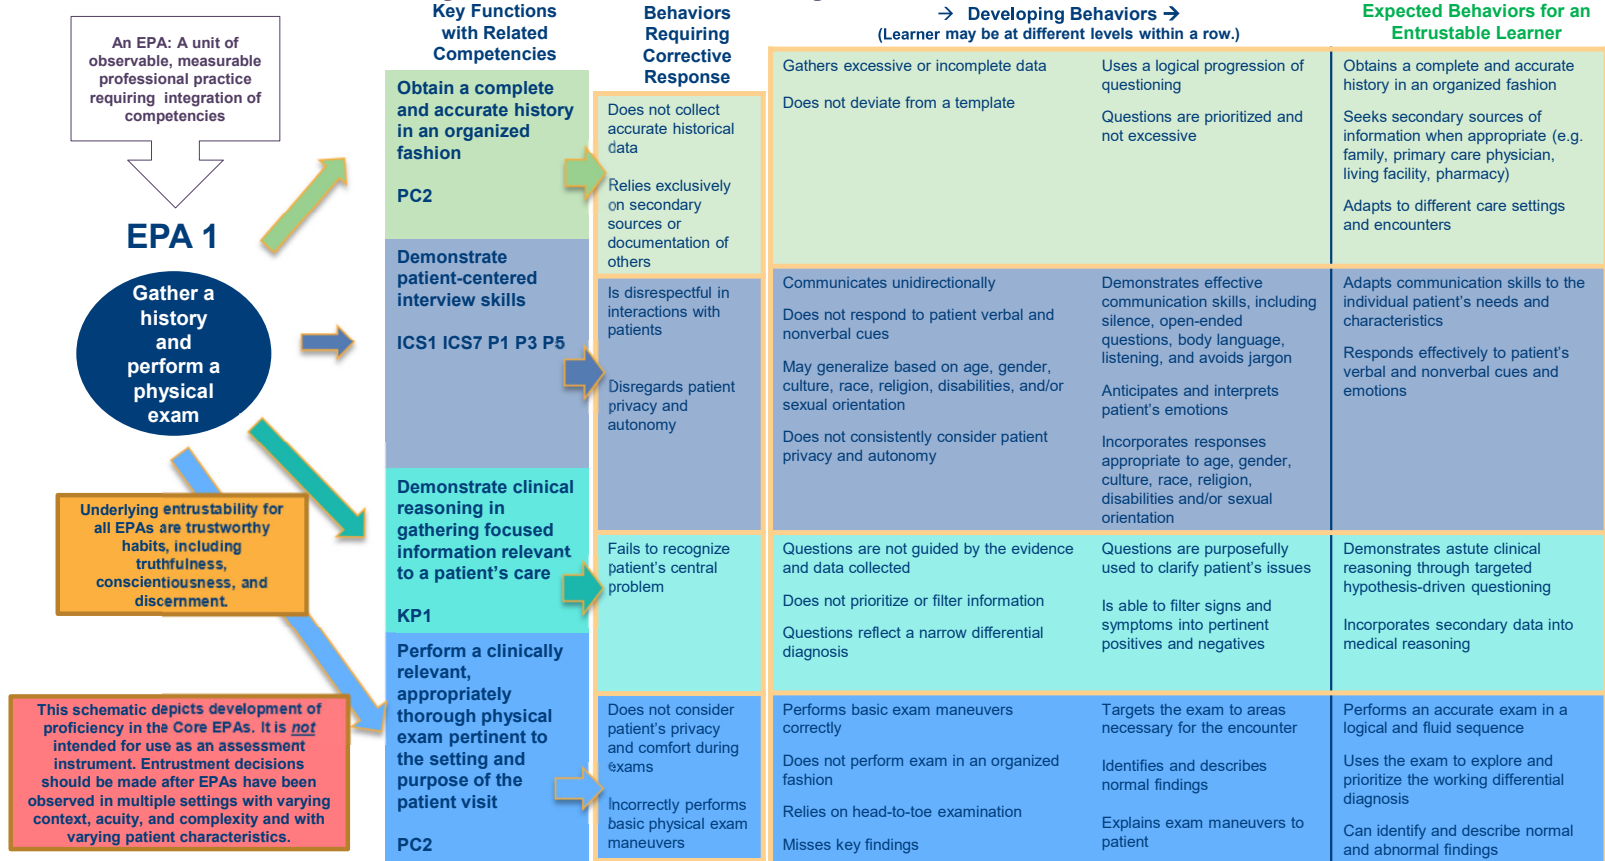 An EPA: A unit of
observable, measurable
professional practice
requiring integration of
competencies
EPA 1
Gather a
history
and
perform a
physical
exam
Underlying entrustability for
all EPAs are trustworthy
habits, including
truthfulness,
conscientiousness, and
discernment.
This schematic depicts development of
proficiency in the Core EPAs. It is not
intended for use as an assessment
instrument. Entrustment decisions
should be made after EPAs have been
observed in multiple settings with varying
context, acuity, and complexity and with
varying patient characteristics.
Key Functions
with Related
Competencies
Behaviors
Requiring
Corrective
Response
→ Developing Behaviors →
(Learner may be at different levels within a row.)
Expected Behaviors for an
Entrustable Learner
Obtain a complete
and accurate history
in an organized
fashion
PC2
Does not collect
accurate historical
data
Relies exclusively
on secondary
sources or
documentation of
others
Gathers excessive or incomplete data
Does not deviate from a template
Uses a logical progression of
questioning
Questions are prioritized and
not excessive
Obtains a complete and accurate
history in an organized fashion
Seeks secondary sources of
information when appropriate (e.g.
family, primary care physician,
living facility, pharmacy)
Adapts to different care settings
and encounters
Demonstrate
patient-centered
interview skills
ICS1 ICS7 P1 P3 P5
Is disrespectful in
interactions with
patients
Disregards patient
privacy and
autonomy
Communicates unidirectionally
Does not respond to patient verbal and
nonverbal cues
May generalize based on age, gender,
culture, race, religion, disabilities, and/or
sexual orientation
Does not consistently consider patient
privacy and autonomy
Demonstrates effective
communication skills, including
silence, open-ended
questions, body language,
listening, and avoids jargon
Anticipates and interprets
patient's emotions
Incorporates responses
appropriate to age, gender,
culture, race, religion,
disabilities and/or sexual
orientation
Adapts communication skills to the
individual patient's needs and
characteristics
Responds effectively to patient's
verbal and nonverbal cues and
emotions
Demonstrate clinical
reasoning in
gathering focused
information relevant
to a patient's care
KP1
Fails to recognize
patient's central
problem
Questions are not guided by the evidence
and data collected
Does not prioritize or filter information
Questions reflect a narrow differential
diagnosis
Questions are purposefully
used to clarify patient's issues
Is able to filter signs and
symptoms into pertinent
positives and negatives
Demonstrates astute clinical
reasoning through targeted
hypothesis-driven questioning
Incorporates secondary data into
medical reasoning
Perform a clinically
relevant,
appropriately
thorough physical
exam pertinent to
the setting and
purpose of the
patient visit
PC2
Does not consider
patient's privacy
and comfort during
exams
Incorrectly performs
basic physical exam
maneuvers
Performs basic exam maneuvers
correctly
Does not perform exam in an organized
fashion
Relies on head-to-toe examination
Misses key findings
Targets the exam to areas
necessary for the encounter
Identifies and describes
normal findings
Explains exam maneuvers to
patient
Performs an accurate exam in a
logical and fluid sequence
Uses the exam to explore and
prioritize the working differential
diagnosis
Can identify and describe normal
and abnormal findings